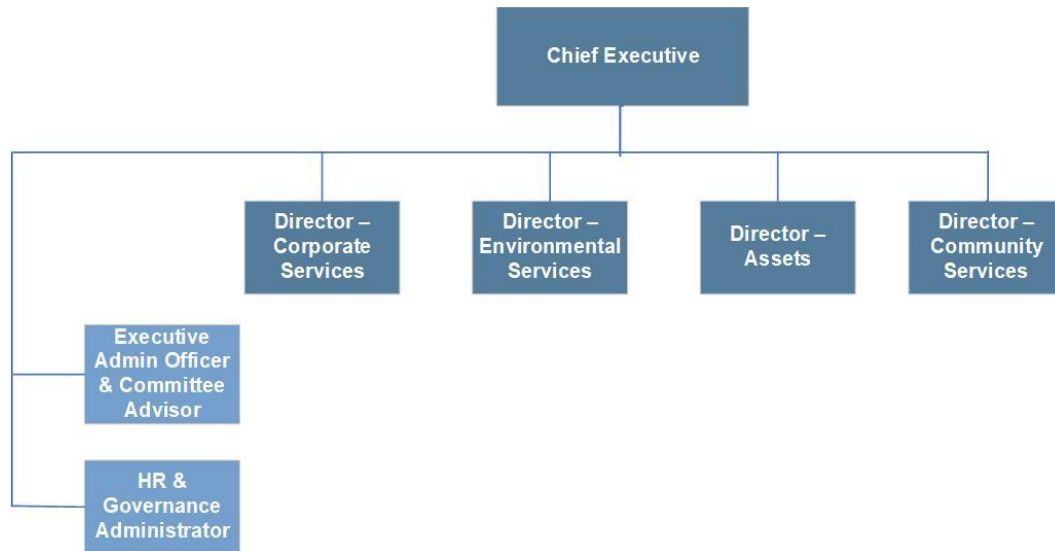 Chief Executive
Director –
Corporate
Services
Director –
Environmental
Services
Director –
Assets
Director –
Community
Services
Executive
Admin Officer
& Committee
Advisor
HR &
Governance
Administrator